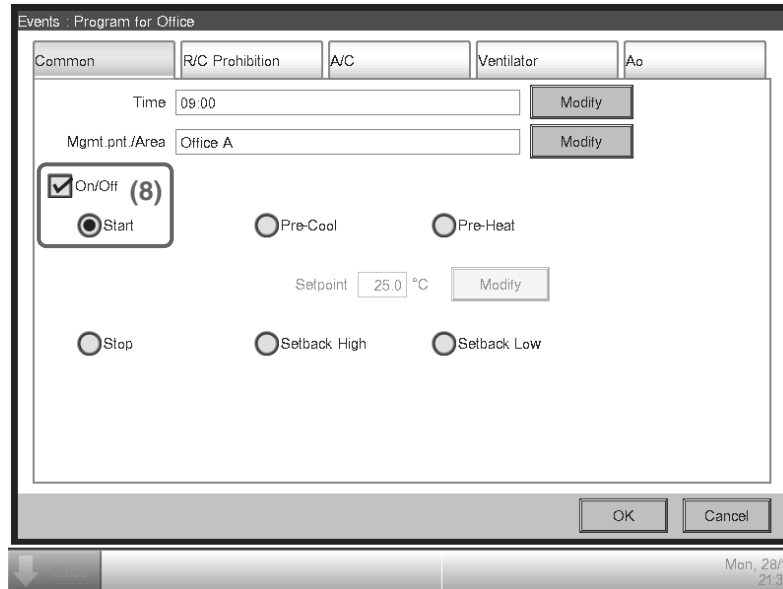 Events : Program for Office
Common R/C Prohibition A/C Ventilator Ao
Time 09:00 Modify
Mgmt.pnt./Area Office A Modify
On/Off (8)
Start Pre-Cool Pre-Heat
Setpoint 25.0 °C Modify
Stop Setback High Setback Low
OK Cancel
Close Mon, 28/
21:3